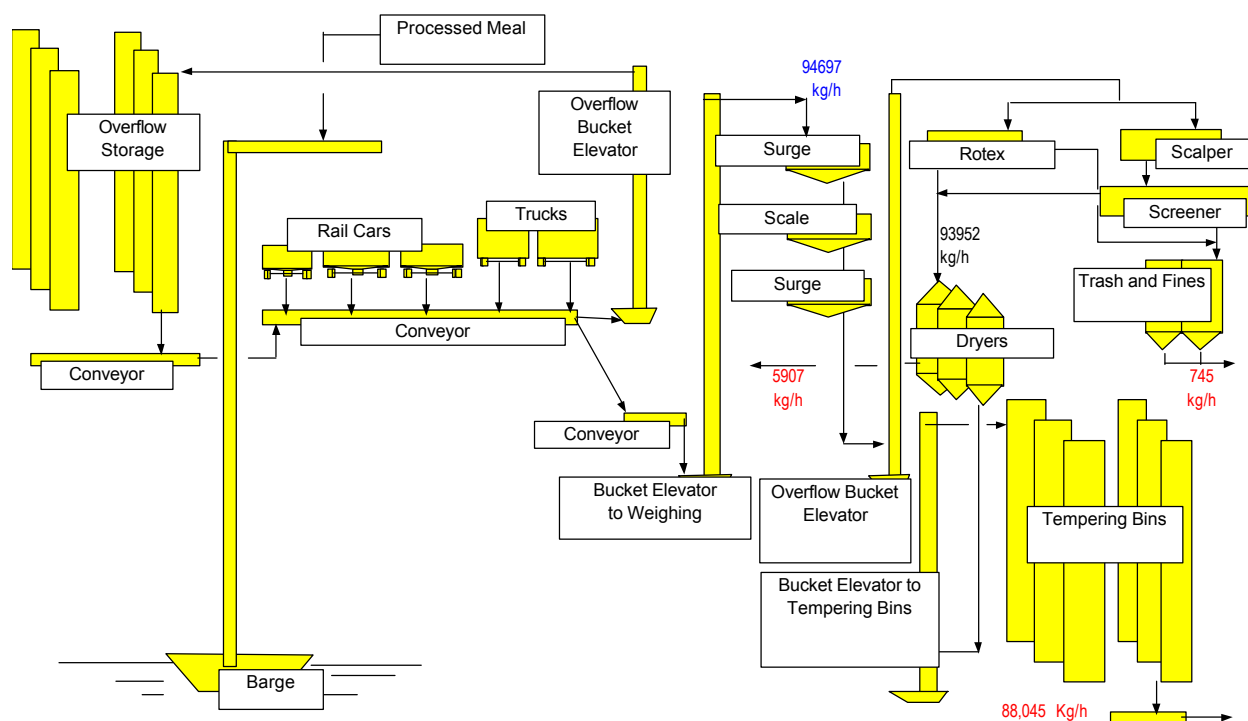 Processed Meal
94697
kg/h
Overflow
Storage
Overflow
Bucket
Elevator
Surge
Rotex
Scalper
Rail Cars
Trucks
Scale
Screener
93952
kg/h
Surge
Trash and Fines
Conveyor
Dryers
Conveyor
5907
kg/h
745
kg/h
Conveyor
Bucket Elevator
to Weighing
Overflow Bucket
Elevator
Tempering Bins
Bucket Elevator to
Tempering Bins
Barge
88,045 Kg/h